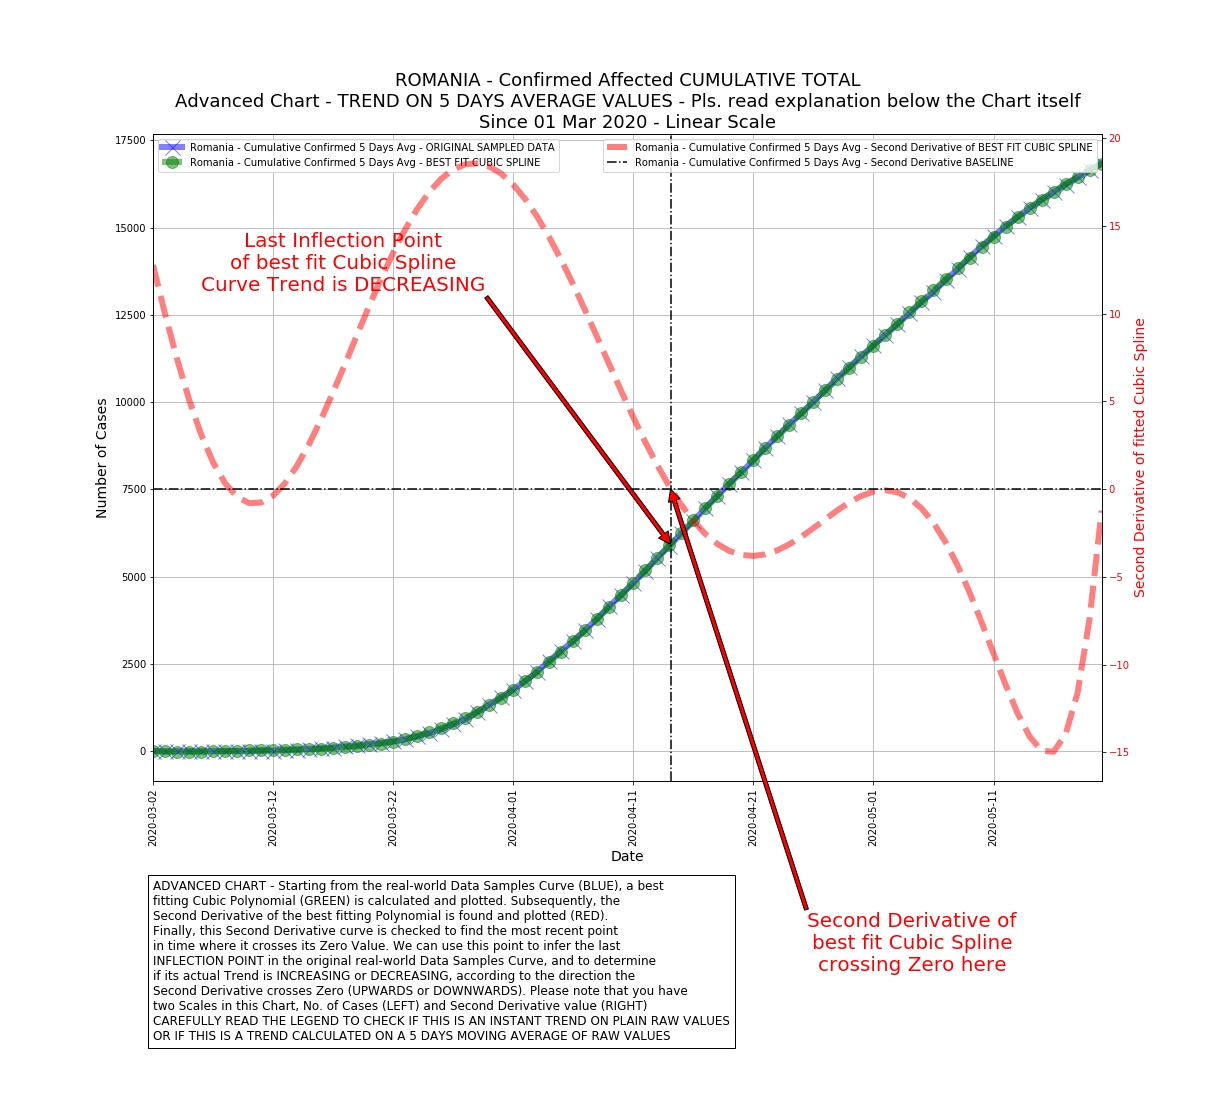 ROMANIA - Confirmed Affected CUMULATIVE TOTAL
Advanced Chart - TREND ON 5 DAYS AVERAGE VALUES - Pls. read explanation below the Chart itself
Since 01 Mar 2020 - Linear Scale
Romania - Cumulative Confirmed 5 Days Avg - ORIGINAL SAMPLED DATA
Romania - Cumulative Confirmed 5 Days Avg - BEST FIT CUBIC SPLINE
Romania - Cumulative Confirmed 5 Days Avg - Second Derivative of BEST FIT CUBIC SPLINE
Romania - Cumulative Confirmed 5 Days Avg - Second Derivative BASELINE
Last Inflection Point
of best fit Cubic Spline
Curve Trend is DECREASING
Number of Cases
17500
15000
12500
10000
7500
5000
2500
0
20
15
10
5
0
−5
−10
−15
Second Derivative of fitted Cubic Spline
2020-03-02
2020-03-12
2020-03-22
2020-04-01
2020-04-11
2020-04-21
2020-05-01
2020-05-11
Date
ADVANCED CHART - Starting from the real-world Data Samples Curve (BLUE), a best
fitting Cubic Polynomial (GREEN) is calculated and plotted. Subsequently, the
Second Derivative of the best fitting Polynomial is found and plotted (RED).
Finally, this Second Derivative curve is checked to find the most recent point
in time where it crosses its Zero Value. We can use this point to infer the last
INFLECTION POINT in the original real-world Data Samples Curve, and to determine
if its actual Trend is INCREASING or DECREASING, according to the direction the
Second Derivative crosses Zero (UPWARDS or DOWNWARDS). Please note that you have
two Scales in this Chart, No. of Cases (LEFT) and Second Derivative value (RIGHT)
CAREFULLY READ THE LEGEND TO CHECK IF THIS IS AN INSTANT TREND ON PLAIN RAW VALUES
OR IF THIS IS A TREND CALCULATED ON A 5 DAYS MOVING AVERAGE OF RAW VALUES
Second Derivative of
best fit Cubic Spline
crossing Zero here